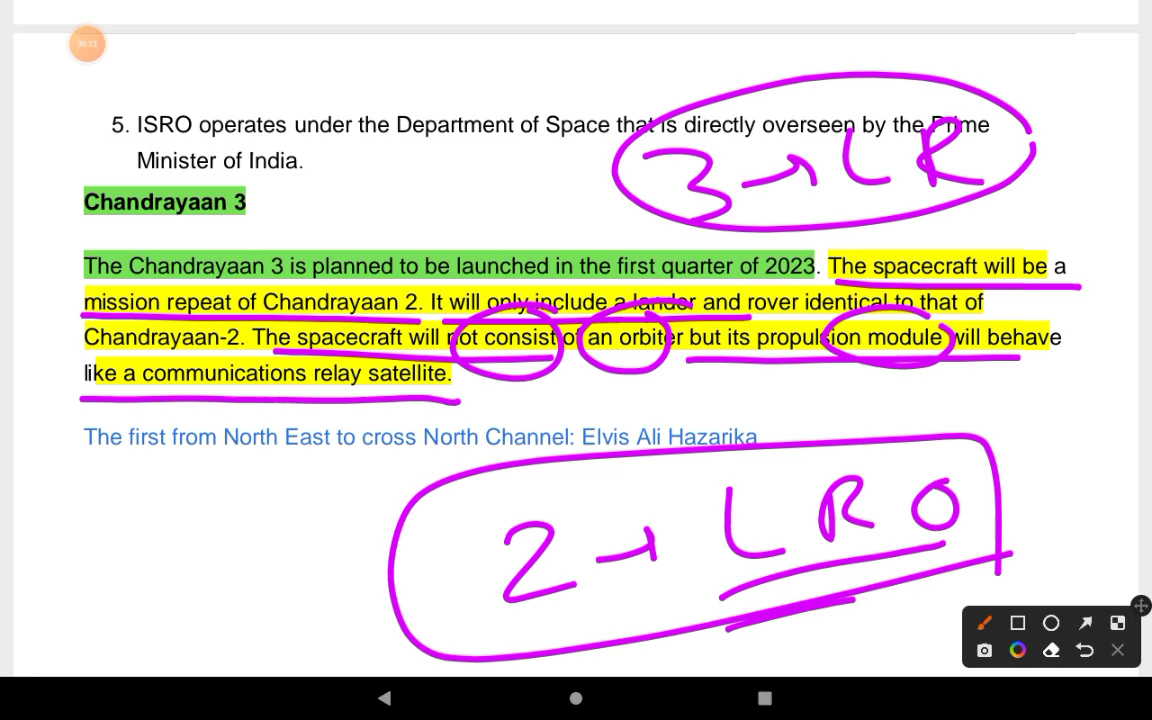 30:23
5. ISRO operates under the Department of Space that is directly overseen by the Prime
Minister of India.
3 → LR
Chandrayaan 3
The Chandrayaan 3 is planned to be launched in the first quarter of 2023. The spacecraft will be a
mission repeat of Chandrayaan 2. It will only include a lander and rover identical to that of
Chandrayaan-2. The spacecraft will not consist of an orbiter but its propulsion module will behave
like a communications relay satellite.
The first from North East to cross North Channel: Elvis Ali Hazarika
2 → LRO